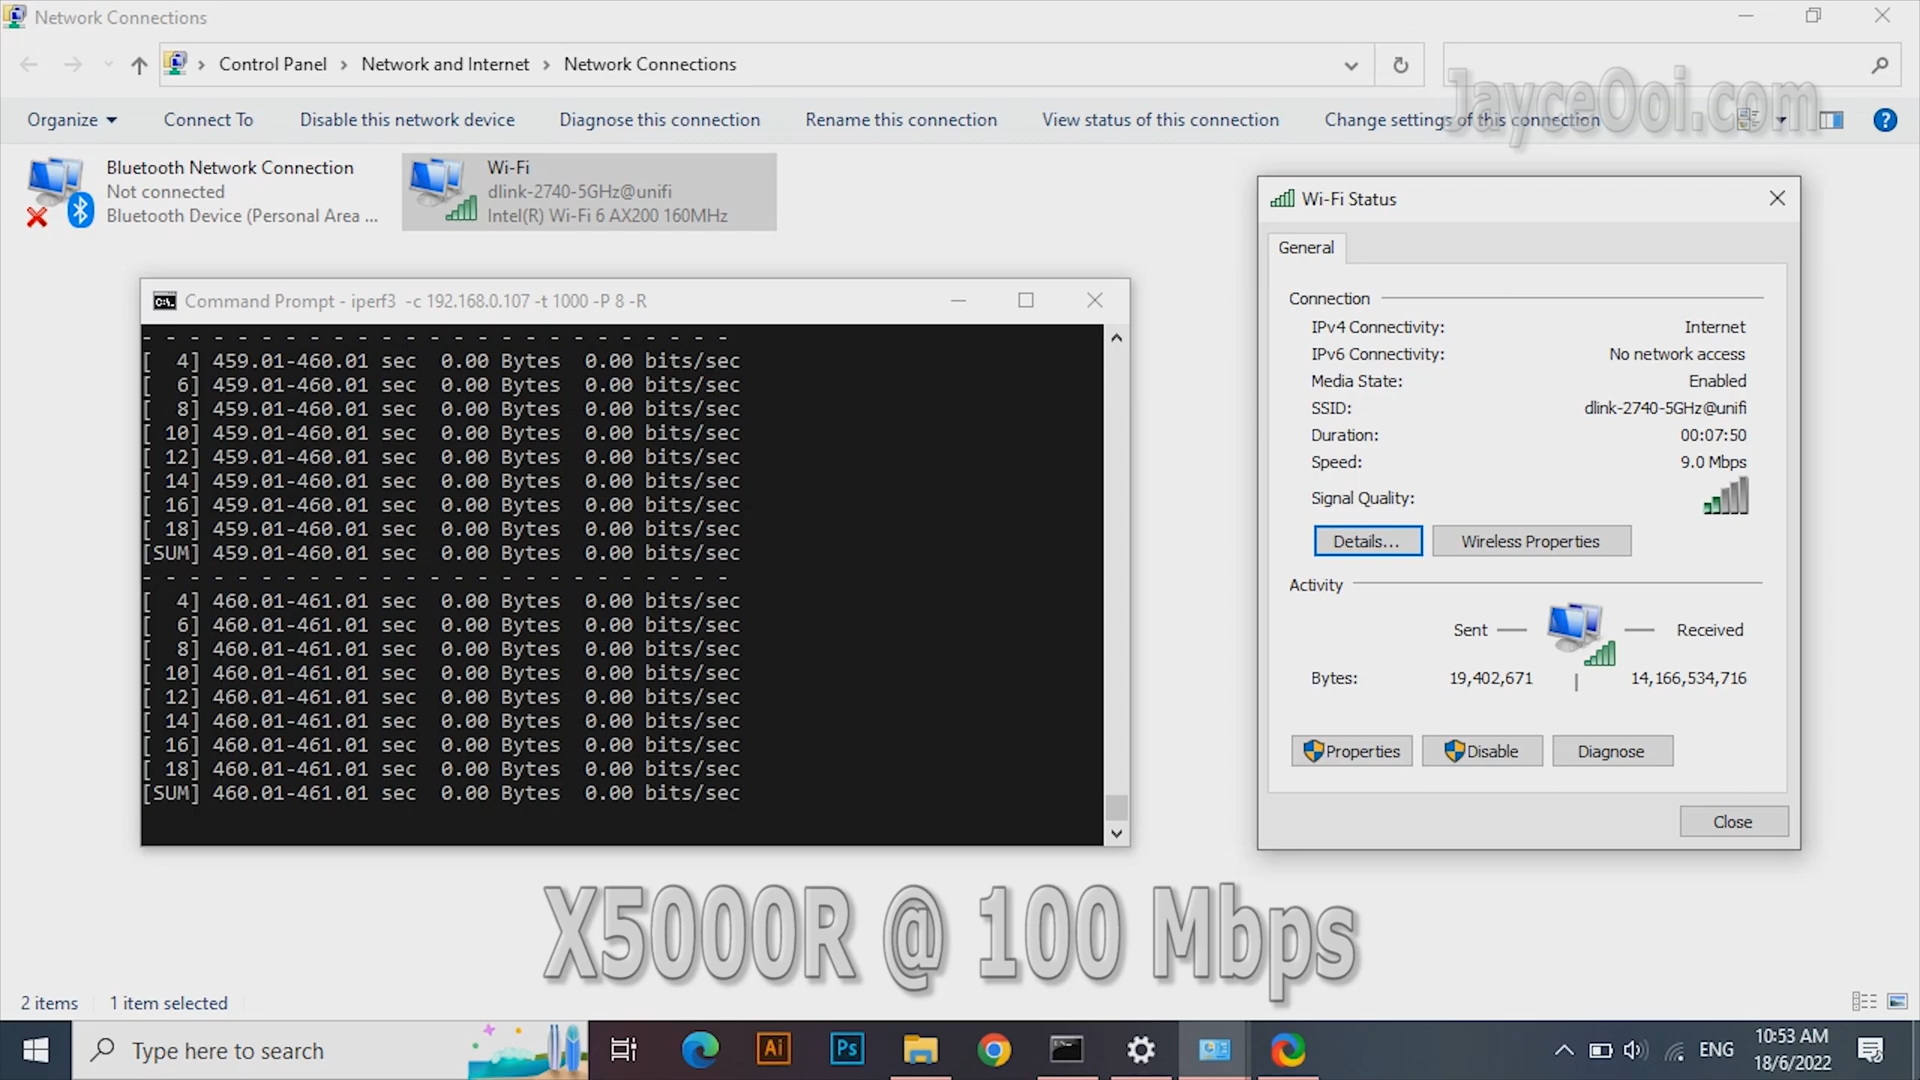 Network Connections
Control Panel > Network and Internet > Network Connections
JayceOoi.com
Organize Connect To Disable this network device Diagnose this connection Rename this connection View status of this connection Change settings of this connection
Bluetooth Network Connection
Not connected
Bluetooth Device (Personal Area ...
Wi-Fi
dlink-2740-5GHz@unifi
Intel(R) Wi-Fi 6 AX200 160MHz
Command Prompt - iperf3 -c 192.168.0.107 -t 1000 -P 8 -R
- - - - - - - - - - - - - - - - - - - - - - - - -
[  4] 459.01-460.01 sec  0.00 Bytes  0.00 bits/sec
[  6] 459.01-460.01 sec  0.00 Bytes  0.00 bits/sec
[  8] 459.01-460.01 sec  0.00 Bytes  0.00 bits/sec
[ 10] 459.01-460.01 sec  0.00 Bytes  0.00 bits/sec
[ 12] 459.01-460.01 sec  0.00 Bytes  0.00 bits/sec
[ 14] 459.01-460.01 sec  0.00 Bytes  0.00 bits/sec
[ 16] 459.01-460.01 sec  0.00 Bytes  0.00 bits/sec
[ 18] 459.01-460.01 sec  0.00 Bytes  0.00 bits/sec
[SUM] 459.01-460.01 sec  0.00 Bytes  0.00 bits/sec
- - - - - - - - - - - - - - - - - - - - - - - - -
[  4] 460.01-461.01 sec  0.00 Bytes  0.00 bits/sec
[  6] 460.01-461.01 sec  0.00 Bytes  0.00 bits/sec
[  8] 460.01-461.01 sec  0.00 Bytes  0.00 bits/sec
[ 10] 460.01-461.01 sec  0.00 Bytes  0.00 bits/sec
[ 12] 460.01-461.01 sec  0.00 Bytes  0.00 bits/sec
[ 14] 460.01-461.01 sec  0.00 Bytes  0.00 bits/sec
[ 16] 460.01-461.01 sec  0.00 Bytes  0.00 bits/sec
[ 18] 460.01-461.01 sec  0.00 Bytes  0.00 bits/sec
[SUM] 460.01-461.01 sec  0.00 Bytes  0.00 bits/sec
Wi-Fi Status
General
Connection
IPv4 Connectivity: Internet
IPv6 Connectivity: No network access
Media State: Enabled
SSID: dlink-2740-5GHz@unifi
Duration: 00:07:50
Speed: 9.0 Mbps
Signal Quality:
Details... Wireless Properties
Activity
Sent — — Received
Bytes: 19,402,671 | 14,166,534,716
Properties Disable Diagnose
Close
X5000R @ 100 Mbps
2 items 1 item selected
Type here to search
Ai
Ps
ENG
10:53 AM
18/6/2022